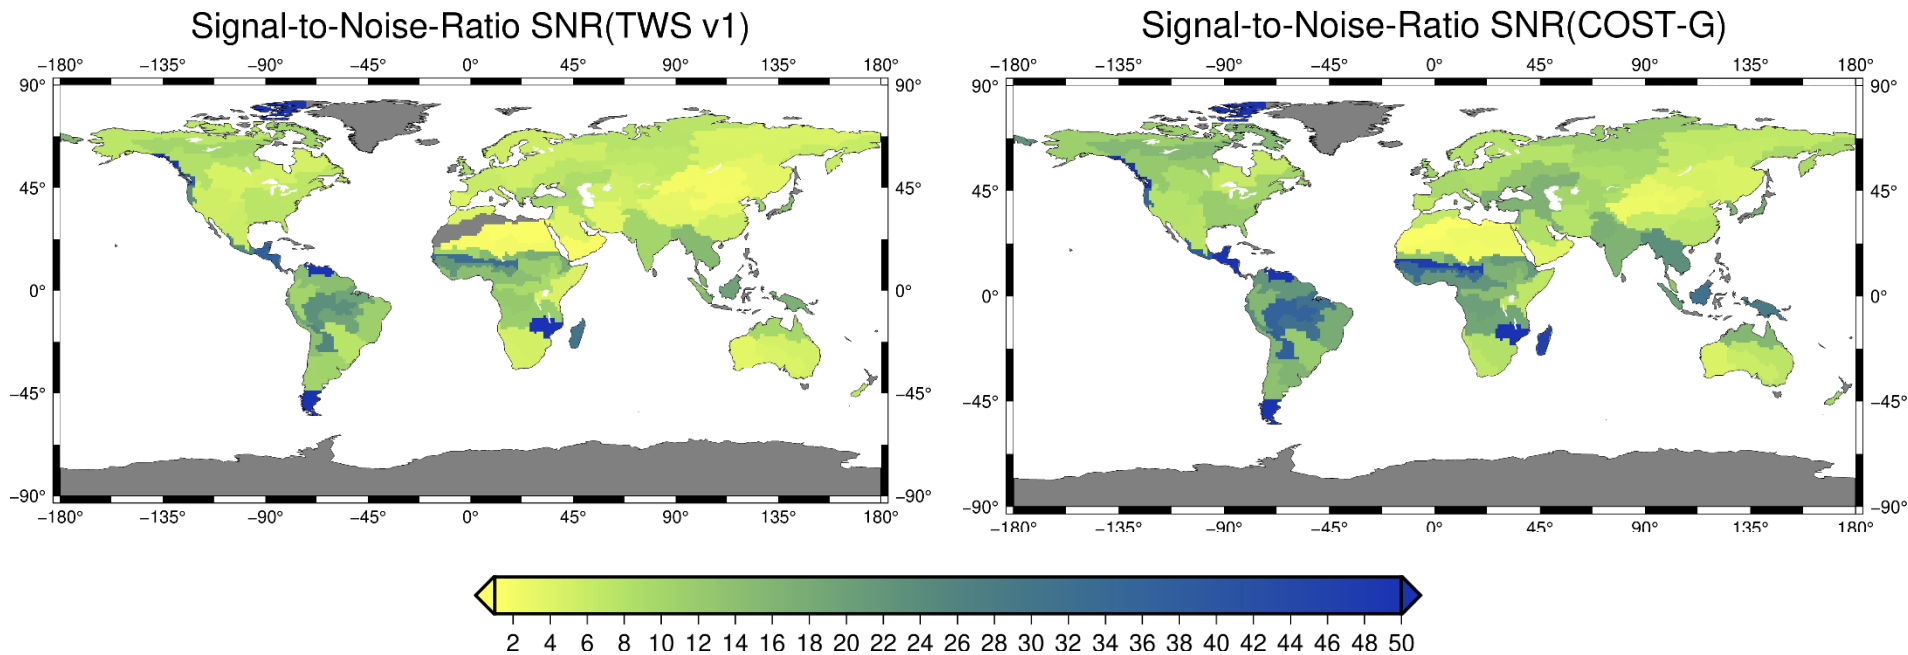 Signal-to-Noise-Ratio SNR(TWS v1)
−180° −135° −90° −45° 0° 45° 90° 135° 180°
90° 90°
45° 45°
0° 0°
−45° −45°
−90° −90°
−180° −135° −90° −45° 0° 45° 90° 135° 180°
Signal-to-Noise-Ratio SNR(COST-G)
−180° −135° −90° −45° 0° 45° 90° 135° 180°
90° 90°
45° 45°
0° 0°
−45° −45°
−90° −90°
−180° −135° −90° −45° 0° 45° 90° 135° 180°
2 4 6 8 10 12 14 16 18 20 22 24 26 28 30 32 34 36 38 40 42 44 46 48 50